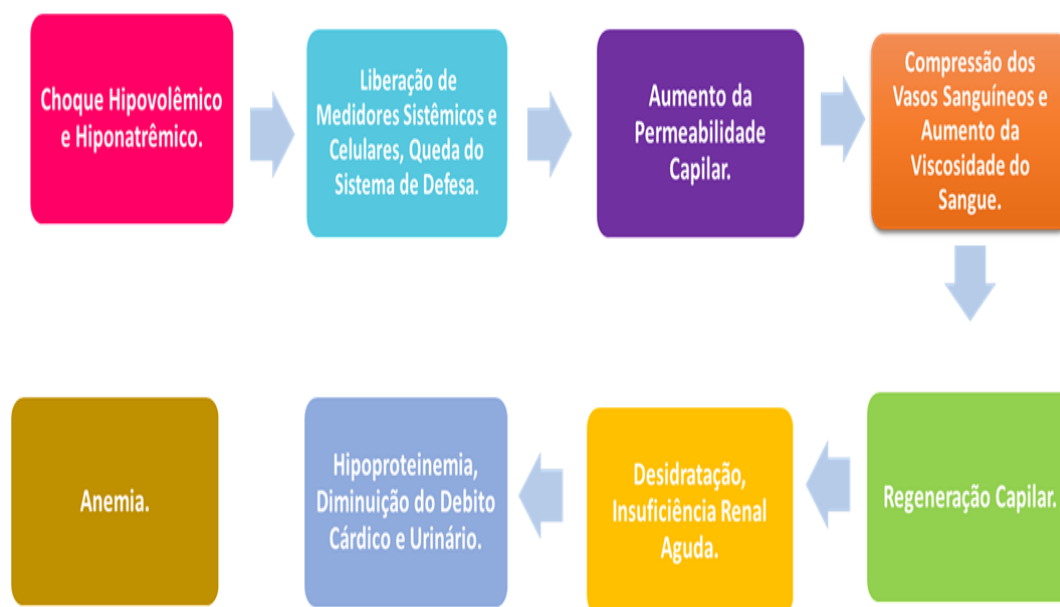 Choque Hipovolêmico
e Hiponatrêmico.
Liberação de
Medidores Sistêmicos e
Celulares, Queda do
Sistema de Defesa.
Aumento da
Permeabilidade
Capilar.
Compressão dos
Vasos Sanguíneos e
Aumento da
Viscosidade do
Sangue.
Regeneração Capilar.
Desidratação,
Insuficiência Renal
Aguda.
Hipoproteinemia,
Diminuição do Debito
Cárdico e Urinário.
Anemia.